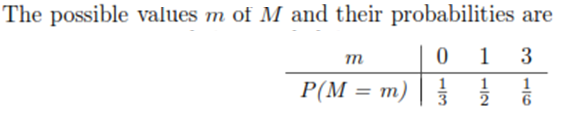 The possible values m of M and their probabilities are
m | 0 1 3
P(M = m) | 1/3 1/2 1/6